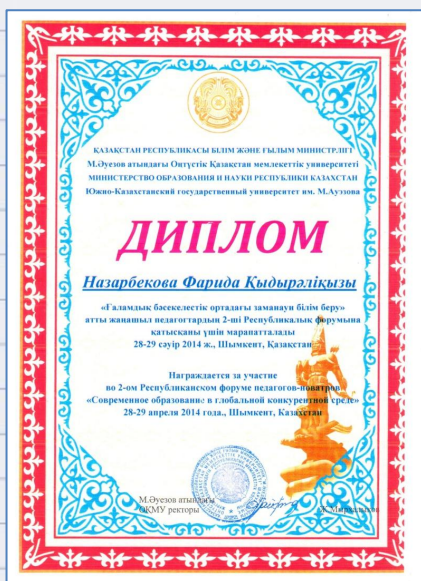 ҚАЗАҚСТАН РЕСПУБЛИКАСЫ БІЛІМ ЖӘНЕ ҒЫЛЫМ МИНИСТРЛІГІ
М.Әуезов атындағы Оңтүстік Қазақстан мемлекеттік университеті
МИНИСТЕРСТВО ОБРАЗОВАНИЯ И НАУКИ РЕСПУБЛИКИ КАЗАХСТАН
Южно-Казахстанский государственный университет им. М.Ауэзова
ДИПЛОМ
Назарбекова Фарида Қыдырәліқызы
«Ғаламдық бәсекелестік ортадағы заманауи білім беру»
атты жаңашыл педагогтардың 2-ші Республикалық форумына
қатысқаны үшін марапатталады
28-29 сәуір 2014 ж., Шымкент, Қазақстан
Награждается за участие
во 2-ом Республиканском форуме педагогов-новаторов
«Современное образование в глобальной конкурентной среде»
28-29 апреля 2014 года., Шымкент, Казахстан
М.Әуезов атындағы
ОҚМУ ректоры
Ж.Мырхалықов